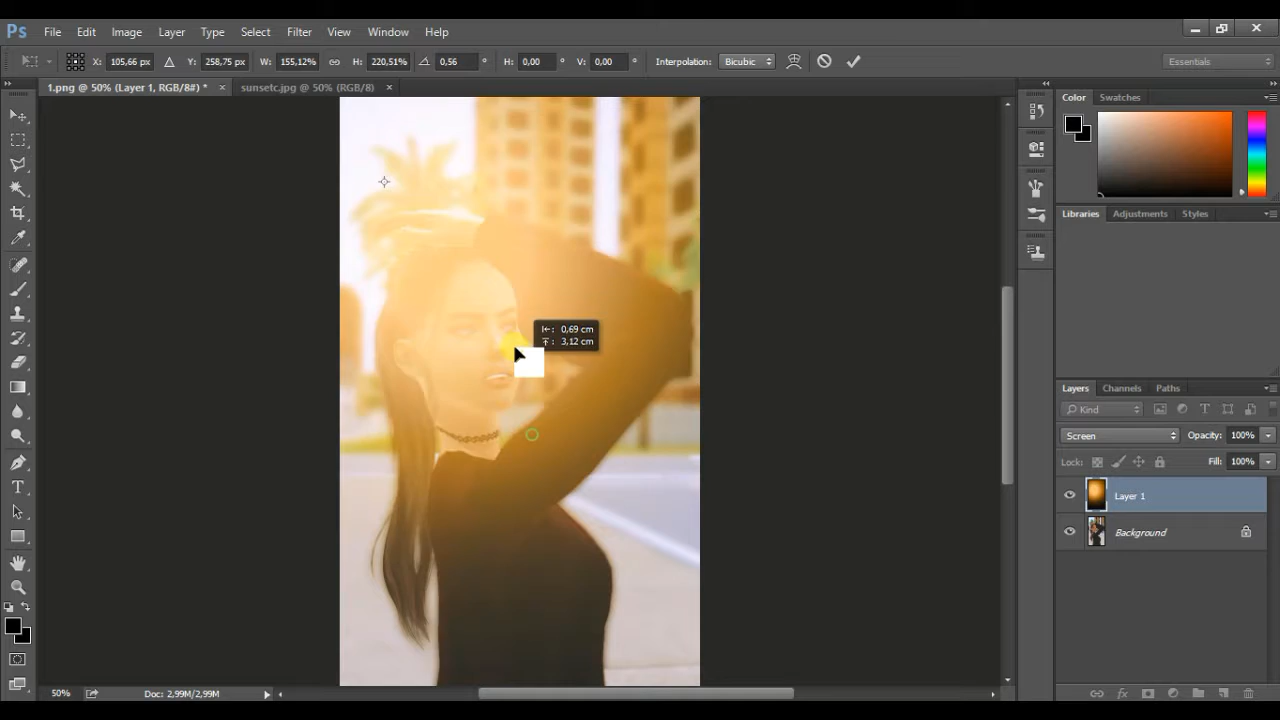 Ps File Edit Image Layer Type Select Filter View Window Help
X: 105,66 px Y: 258,75 px W: 155,12% H: 220,51% 0,56 ° H: 0,00 ° V: 0,00 ° Interpolation: Bicubic Essentials
1.png @ 50% (Layer 1, RGB/8#) * × sunsetc.jpg @ 50% (RGB/8) ×
Color Swatches
Libraries Adjustments Styles
0,69 cm
3,12 cm
Layers Channels Paths
Kind
Screen Opacity: 100%
Lock: Fill: 100%
Layer 1
Background
50% Doc: 2,99M/2,99M